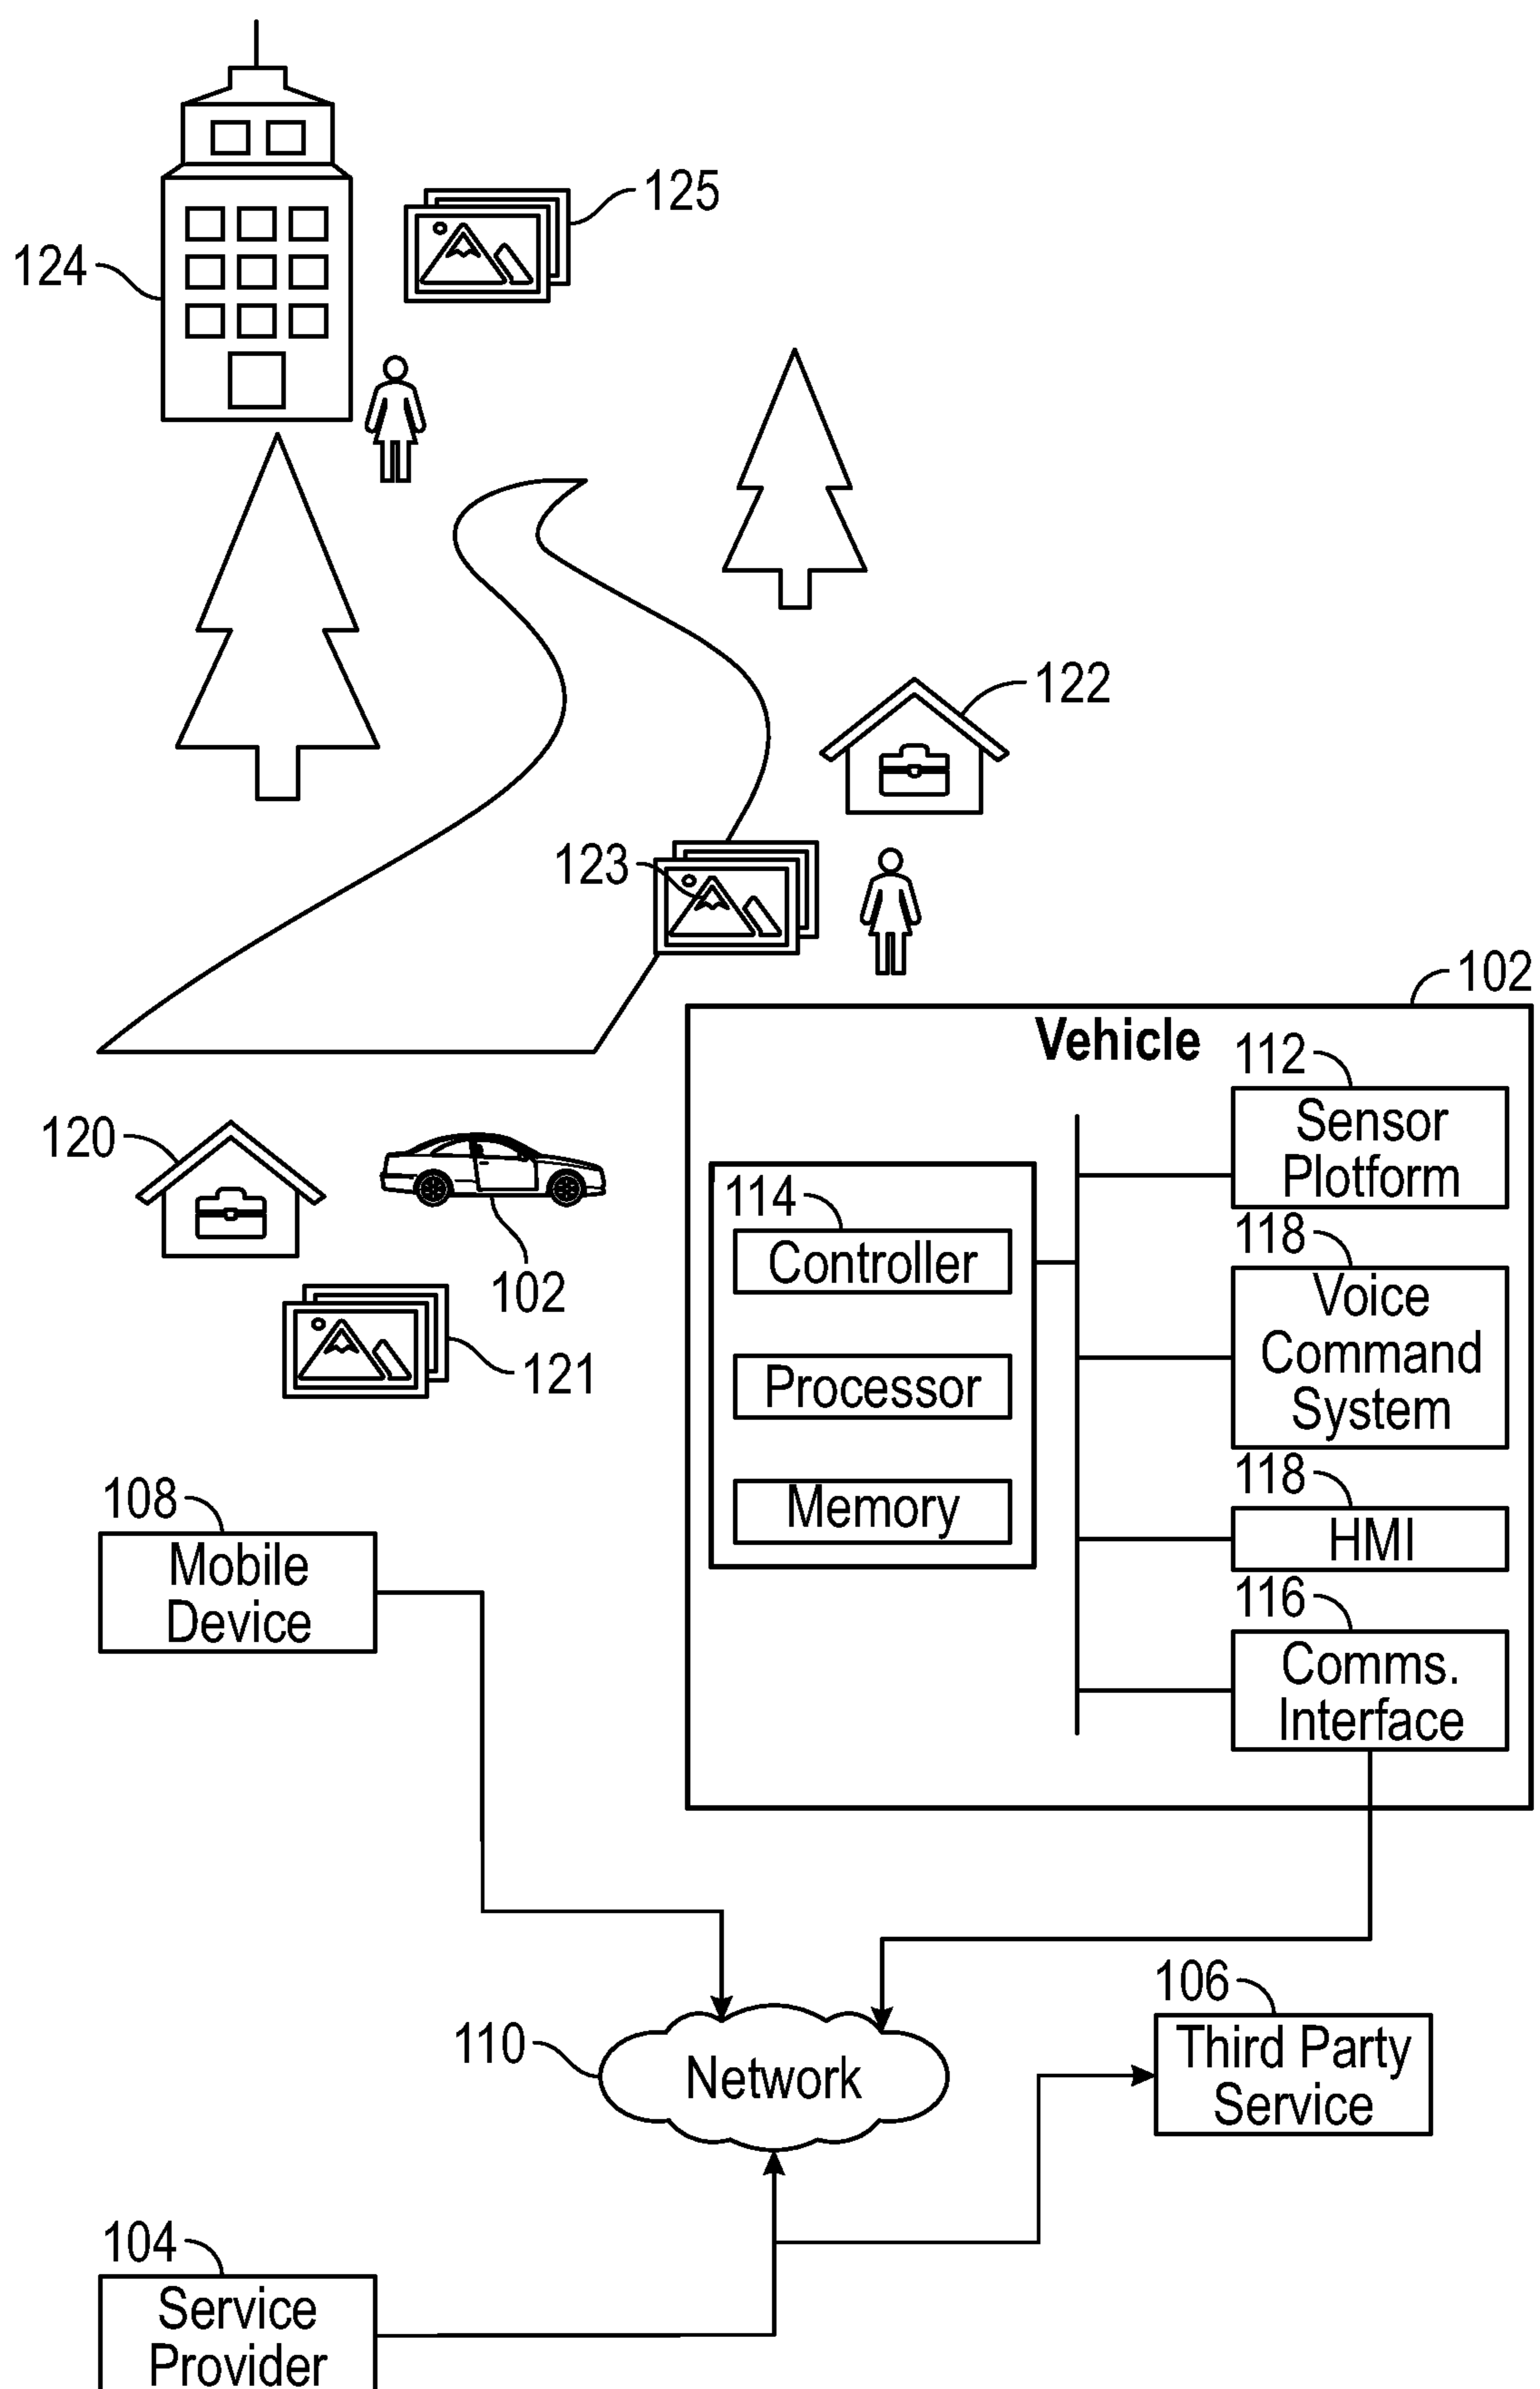 125
124
122
123
102
Vehicle
112
Sensor
Plotform
120
114
Controller
118
Voice
Command
System
102
121
Processor
108
Mobile
Device
Memory
118
HMI
116
Comms.
Interface
106
Third Party
Service
110
Network
104
Service
Provider